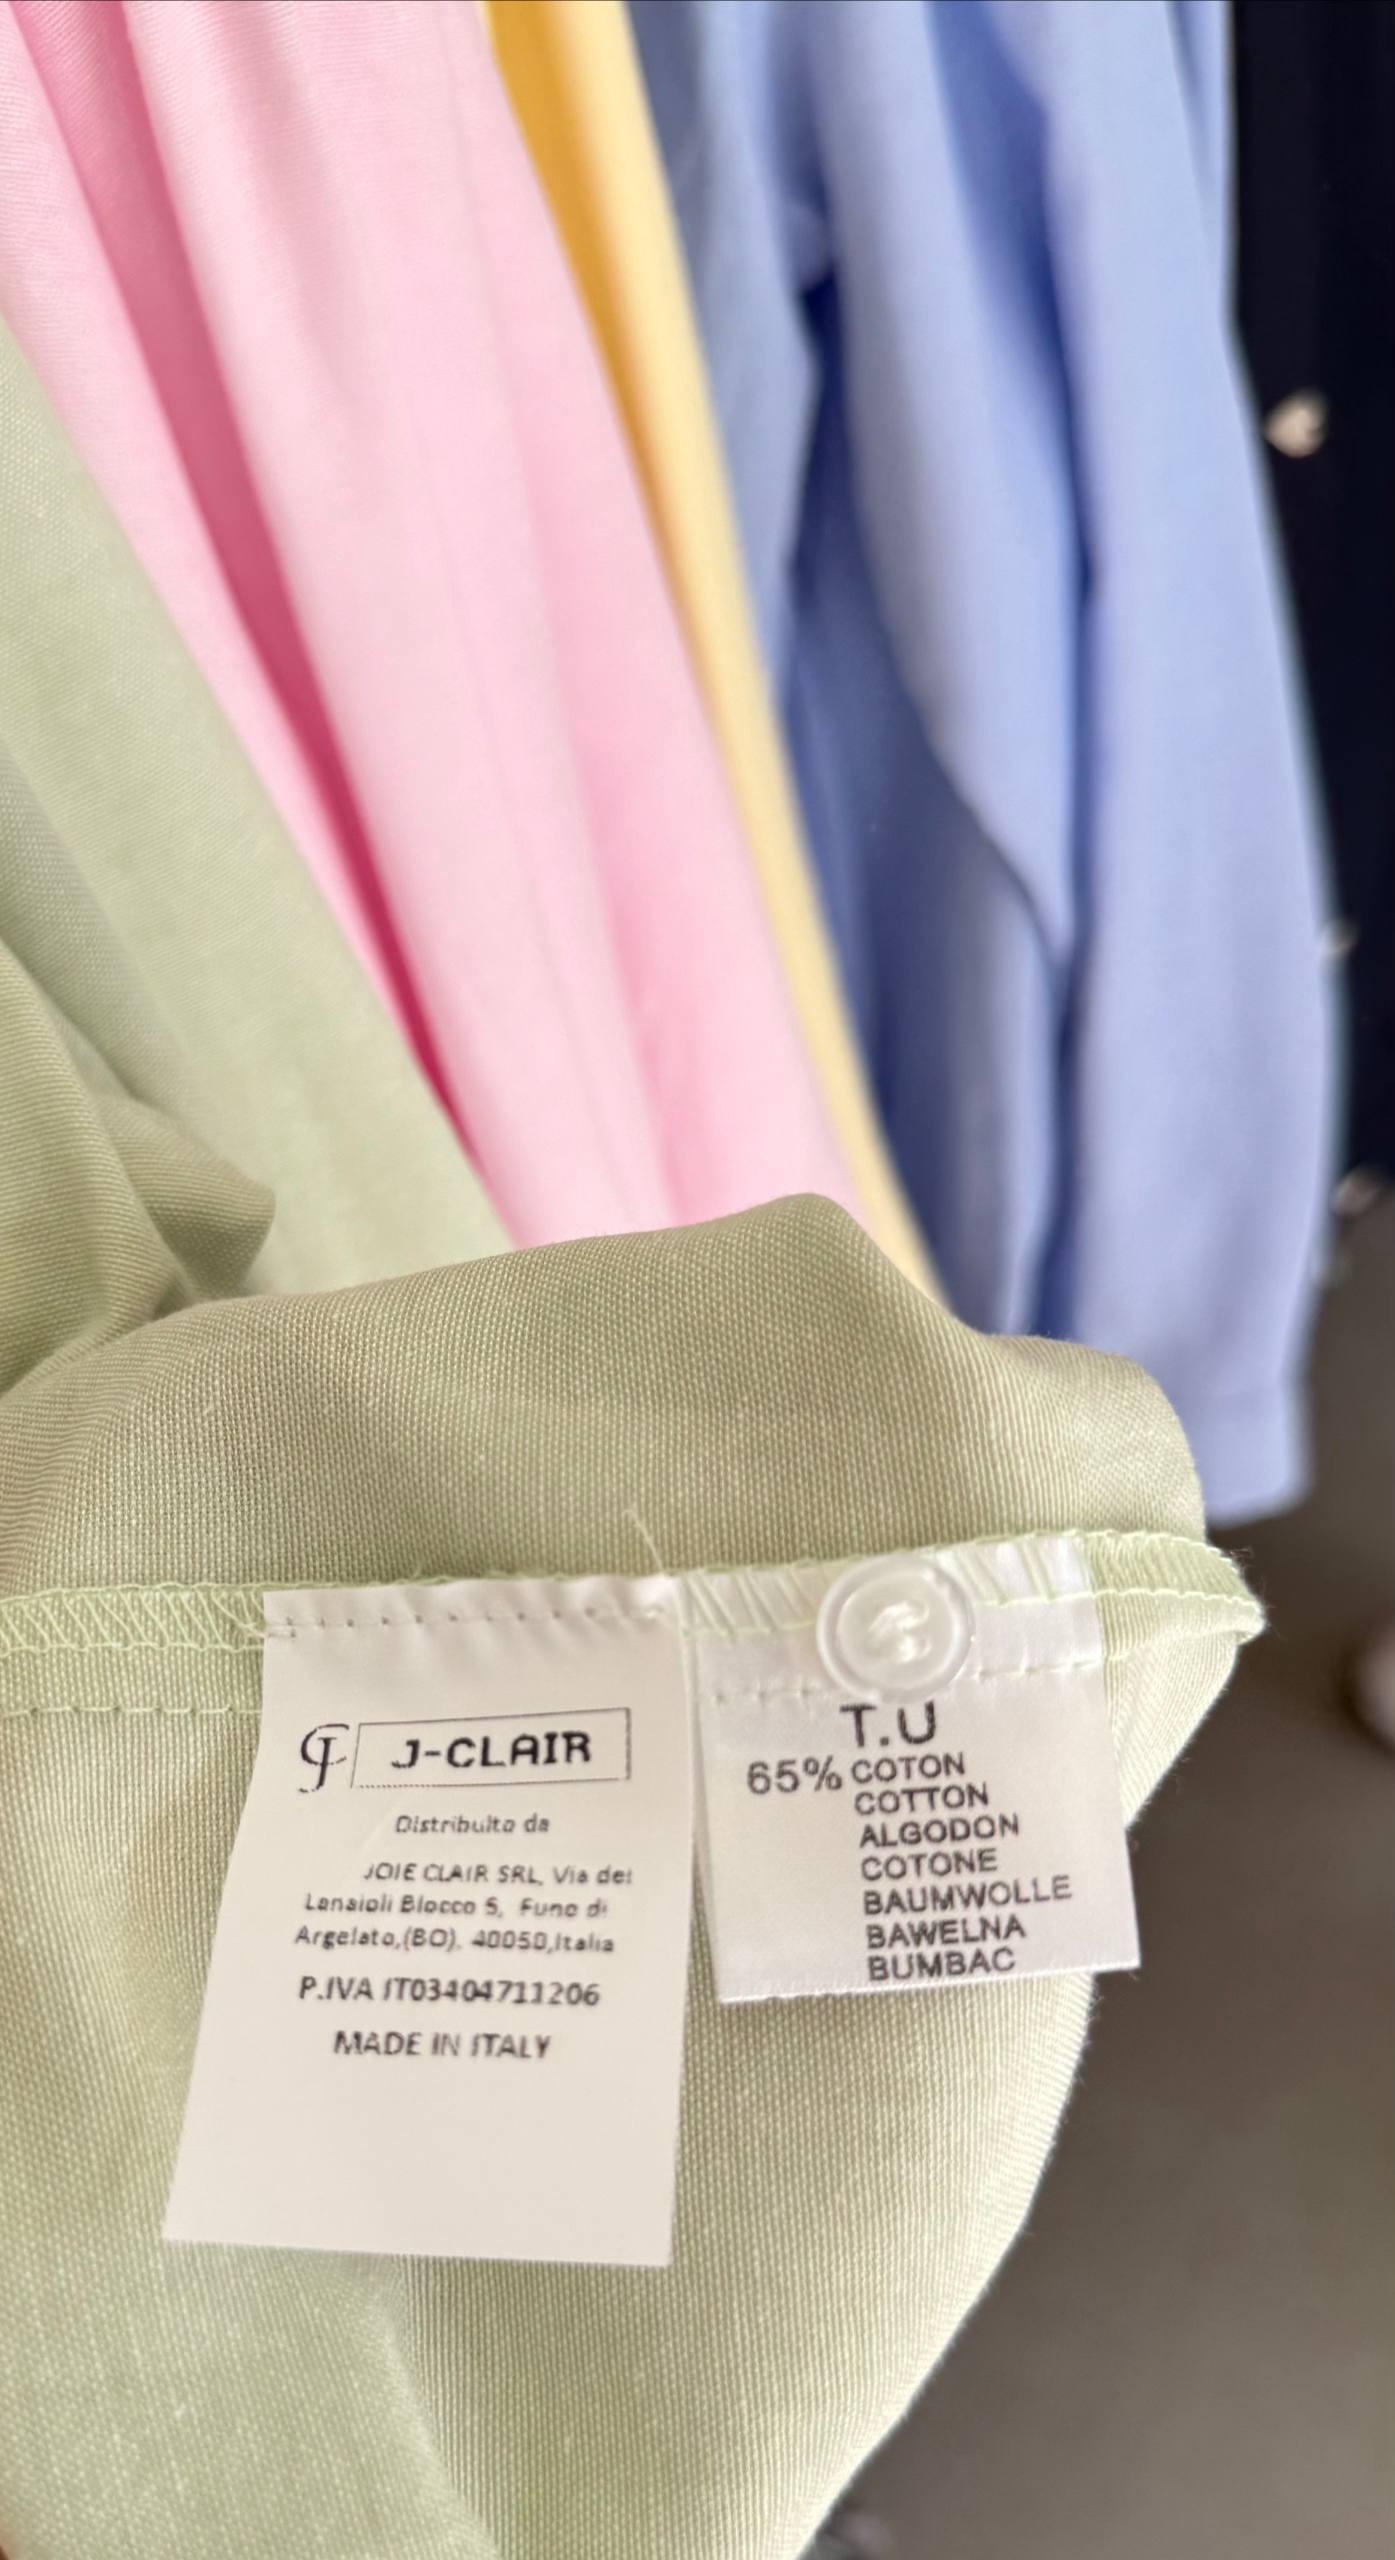 J-CLAIR
Distribuito da
JOIE CLAIR SRL, Via dei
Lanaioli Blocco 5, Funo di
Argelato,(BO), 40050,Italia
P.IVA IT03404711206
MADE IN ITALY
T.U
65% COTON
COTTON
ALGODON
COTONE
BAUMWOLLE
BAWELNA
BUMBAC